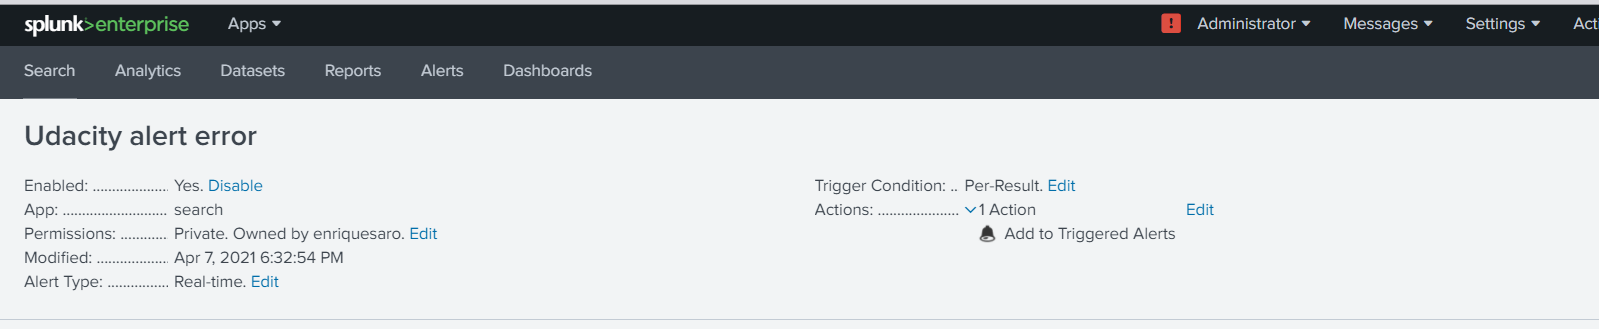 splunk>enterprise Apps Administrator Messages Settings Acti
Search Analytics Datasets Reports Alerts Dashboards
Udacity alert error
Enabled: .................... Yes. Disable
App: ........................... search
Permissions: ............ Private. Owned by enriquesaro. Edit
Modified: ................... Apr 7, 2021 6:32:54 PM
Alert Type: ................ Real-time. Edit
Trigger Condition: .. Per-Result. Edit
Actions: ..................... 1 Action Edit
Add to Triggered Alerts